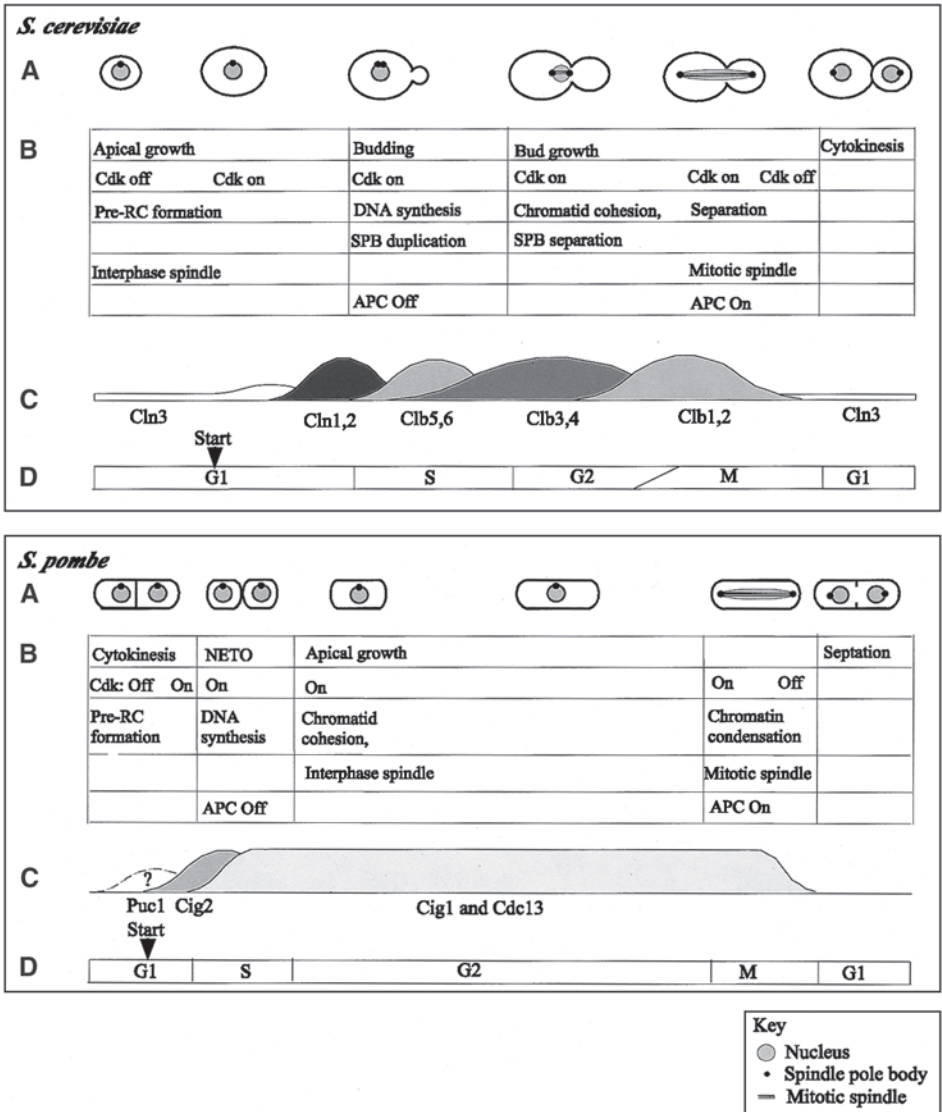 S. cerevisiae
A
B
Apical growth Budding Bud growth Cytokinesis
Cdk off Cdk on Cdk on Cdk on Cdk on Cdk off
Pre-RC formation DNA synthesis Chromatid cohesion, Separation
SPB duplication SPB separation
Interphase spindle Mitotic spindle
APC Off APC On
C
Cln3 Cln1,2 Clb5,6 Clb3,4 Clb1,2 Cln3
Start
D G1 S G2 M G1
S. pombe
A
B
Cytokinesis NETO Apical growth Septation
Cdk: Off On On On On Off
Pre-RC DNA Chromatid Chromatin
formation synthesis cohesion, condensation
Interphase spindle Mitotic spindle
APC Off APC On
C ?
Puc1 Cig2 Cig1 and Cdc13
Start
D G1 S G2 M G1
Key
Nucleus
Spindle pole body
Mitotic spindle